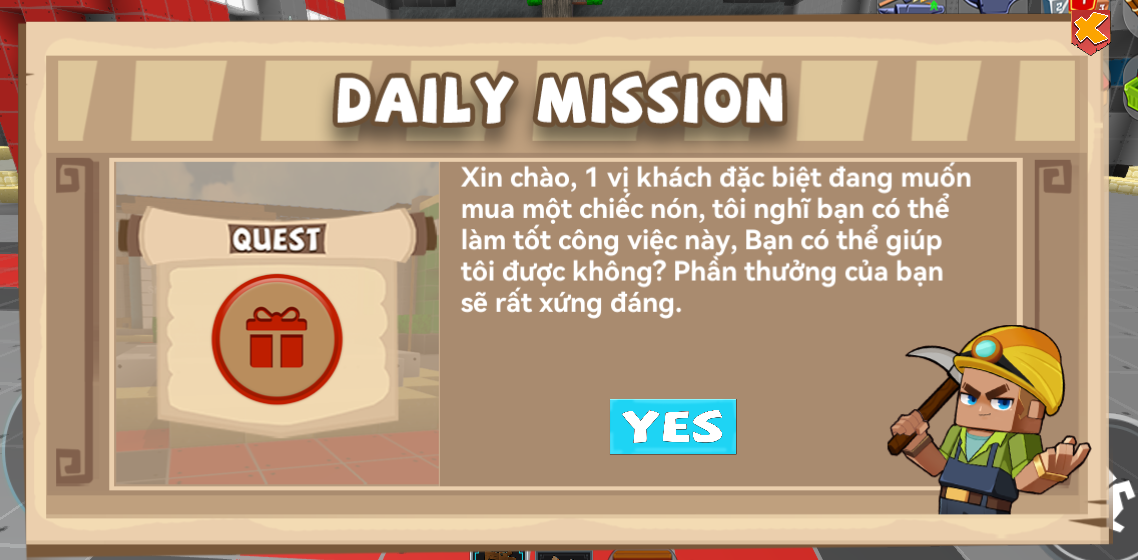 DAILY MISSION
QUEST
Xin chào, 1 vị khách đặc biệt đang muốn
mua một chiếc nón, tôi nghĩ bạn có thể
làm tốt công việc này, Bạn có thể giúp
tôi được không? Phần thưởng của bạn
sẽ rất xứng đáng.
YES